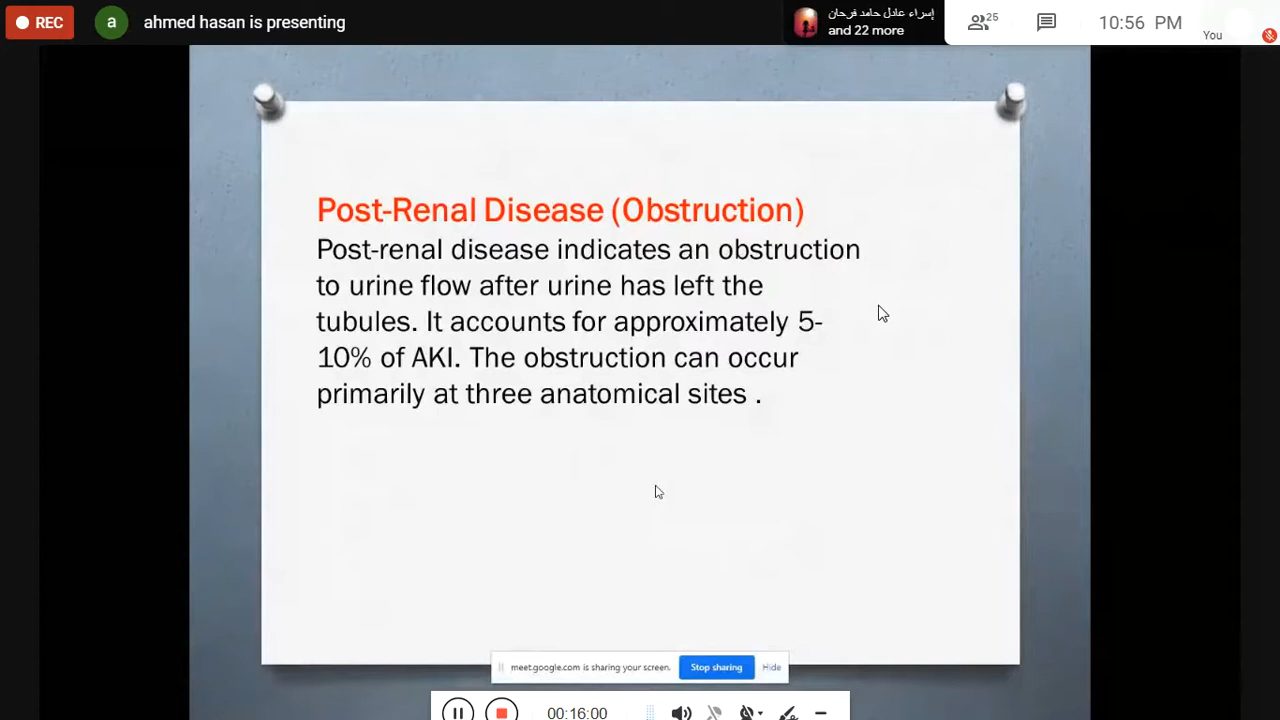 REC
a
ahmed hasan is presenting
إسراء عادل حامد فرحان
and 22 more
25
10:56 PM
You
Post-Renal Disease (Obstruction)
Post-renal disease indicates an obstruction
to urine flow after urine has left the
tubules. It accounts for approximately 5-
10% of AKI. The obstruction can occur
primarily at three anatomical sites .
meet.google.com is sharing your screen.
Stop sharing
Hide
00:16:00